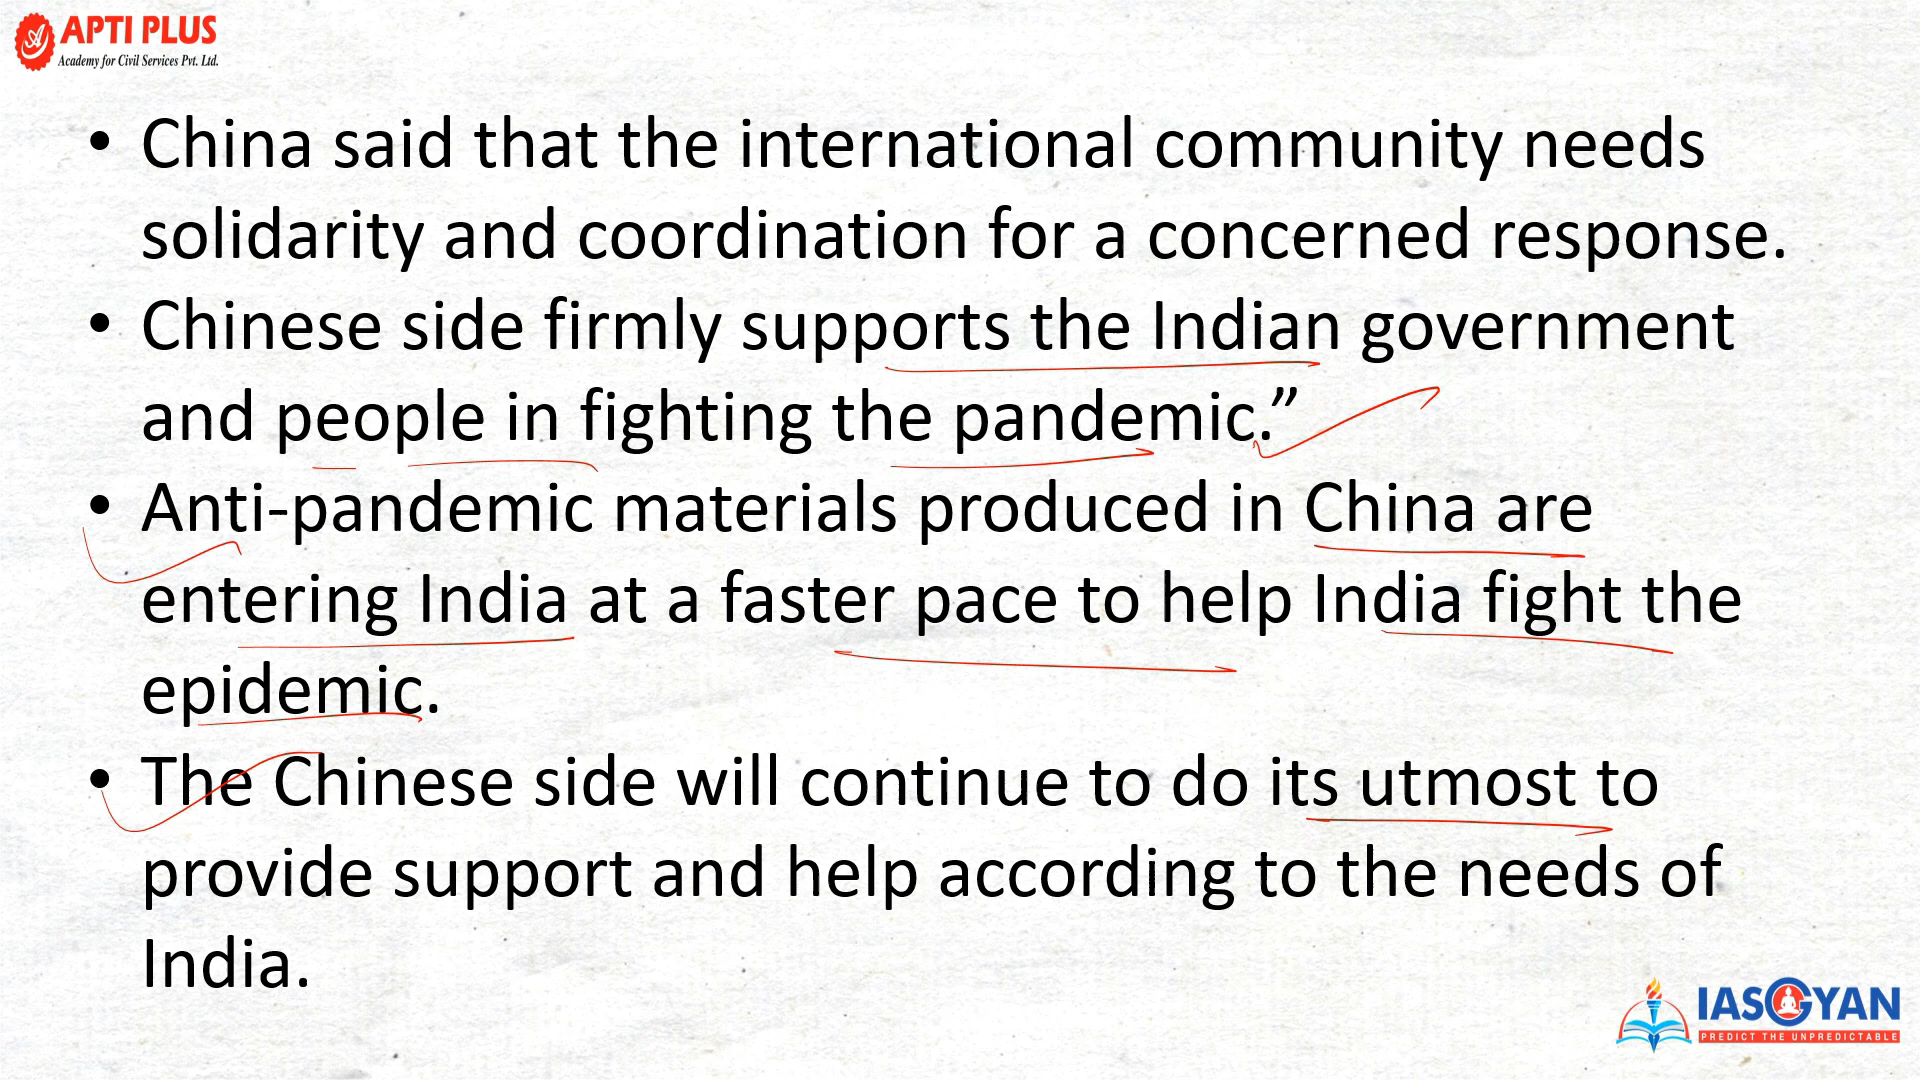 APTI PLUS
Academy for Civil Services Pvt. Ltd.
• China said that the international community needs
solidarity and coordination for a concerned response.
• Chinese side firmly supports the Indian government
and people in fighting the pandemic.”
• Anti-pandemic materials produced in China are
entering India at a faster pace to help India fight the
epidemic.
• The Chinese side will continue to do its utmost to
provide support and help according to the needs of
India.
IASGYAN
PREDICT THE UNPREDICTABLE